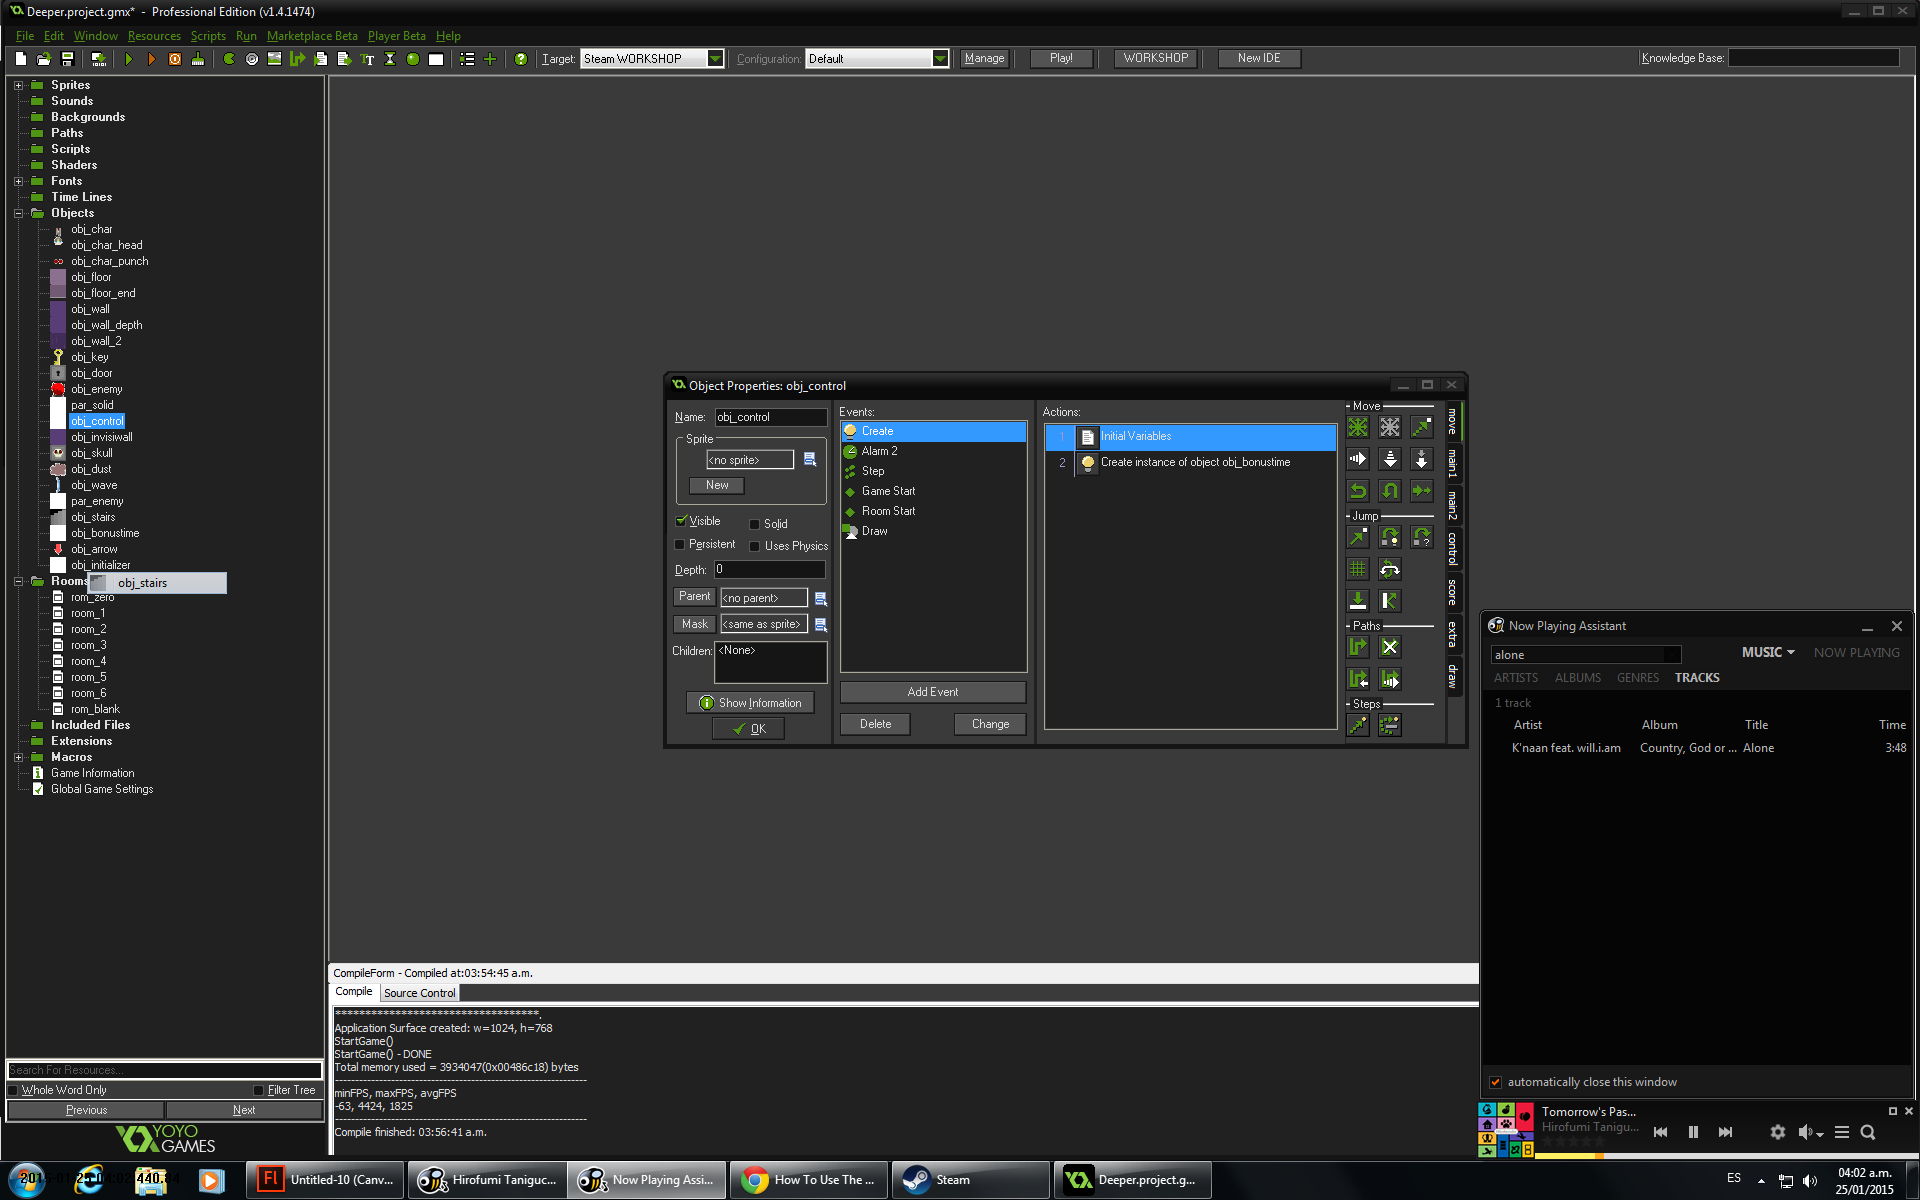 Deeper.project.gmx* - Professional Edition (v1.4.1474)
File Edit Window Resources Scripts Run Marketplace Beta Player Beta Help
Target: Steam WORKSHOP Configuration: Default Manage Play! WORKSHOP New IDE Knowledge Base:
Sprites
Sounds
Backgrounds
Paths
Scripts
Shaders
Fonts
Time Lines
Objects
obj_char
obj_char_head
obj_char_punch
obj_floor
obj_floor_end
obj_wall
obj_wall_depth
obj_wall_2
obj_key
obj_door
obj_enemy
par_solid
obj_control
obj_invisiwall
obj_skull
obj_dust
obj_wave
par_enemy
obj_stairs
obj_bonustime
obj_arrow
obj_initializer
Rooms
obj_stairs
rom_zero
room_1
room_2
room_3
room_4
room_5
room_6
rom_blank
Included Files
Extensions
Macros
Game Information
Global Game Settings
Search For Resources...
Whole Word Only Filter Tree
Previous Next
YOYO GAMES
Object Properties: obj_control
Name: obj_control
Sprite
<no sprite>
New
Visible Solid
Persistent Uses Physics
Depth: 0
Parent <no parent>
Mask <same as sprite>
Children: <None>
Show Information
OK
Events:
Create
Alarm 2
Step
Game Start
Room Start
Draw
Add Event
Delete Change
Actions:
1 Initial Variables
2 Create instance of object obj_bonustime
Move
Jump
Paths
Steps
move
main1
main2
control
score
extra
draw
CompileForm - Compiled at:03:54:45 a.m.
Compile Source Control
***********************************.
Application Surface created: w=1024, h=768
StartGame()
StartGame() - DONE
Total memory used = 3934047(0x00486c18) bytes
minFPS, maxFPS, avgFPS
-63, 4424, 1825
Compile finished: 03:56:41 a.m.
Now Playing Assistant
alone MUSIC NOW PLAYING
ARTISTS ALBUMS GENRES TRACKS
1 track
Artist Album Title Time
K'naan feat. will.i.am Country, God or ... Alone 3:48
automatically close this window
Tomorrow's Pas...
Hirofumi Tanigu...
2015-01-25 04:02 440.84
Untitled-10 (Canv...
Hirofumi Taniguc...
Now Playing Assi...
How To Use The ...
Steam
Deeper.project.g...
ES
04:02 a.m.
25/01/2015